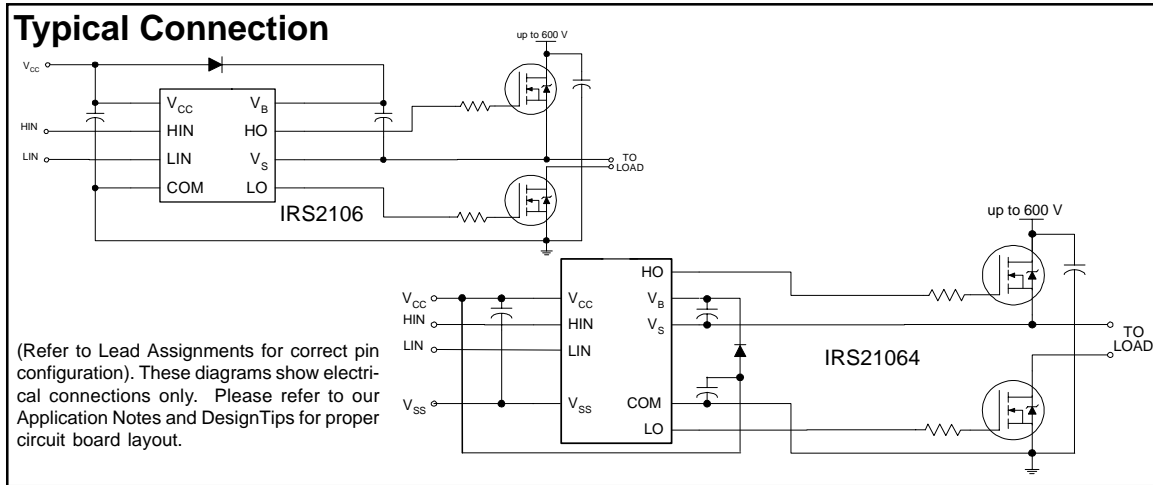 Typical Connection
up to 600 V
VCC
HIN
LIN
VCC
HIN
LIN
COM
VB
HO
VS
LO
TO
LOAD
IRS2106
up to 600 V
VCC
HIN
LIN
VSS
VCC
HIN
LIN
VSS
HO
VB
VS
COM
LO
TO
LOAD
IRS21064
(Refer to Lead Assignments for correct pin
configuration). These diagrams show electri-
cal connections only. Please refer to our
Application Notes and DesignTips for proper
circuit board layout.